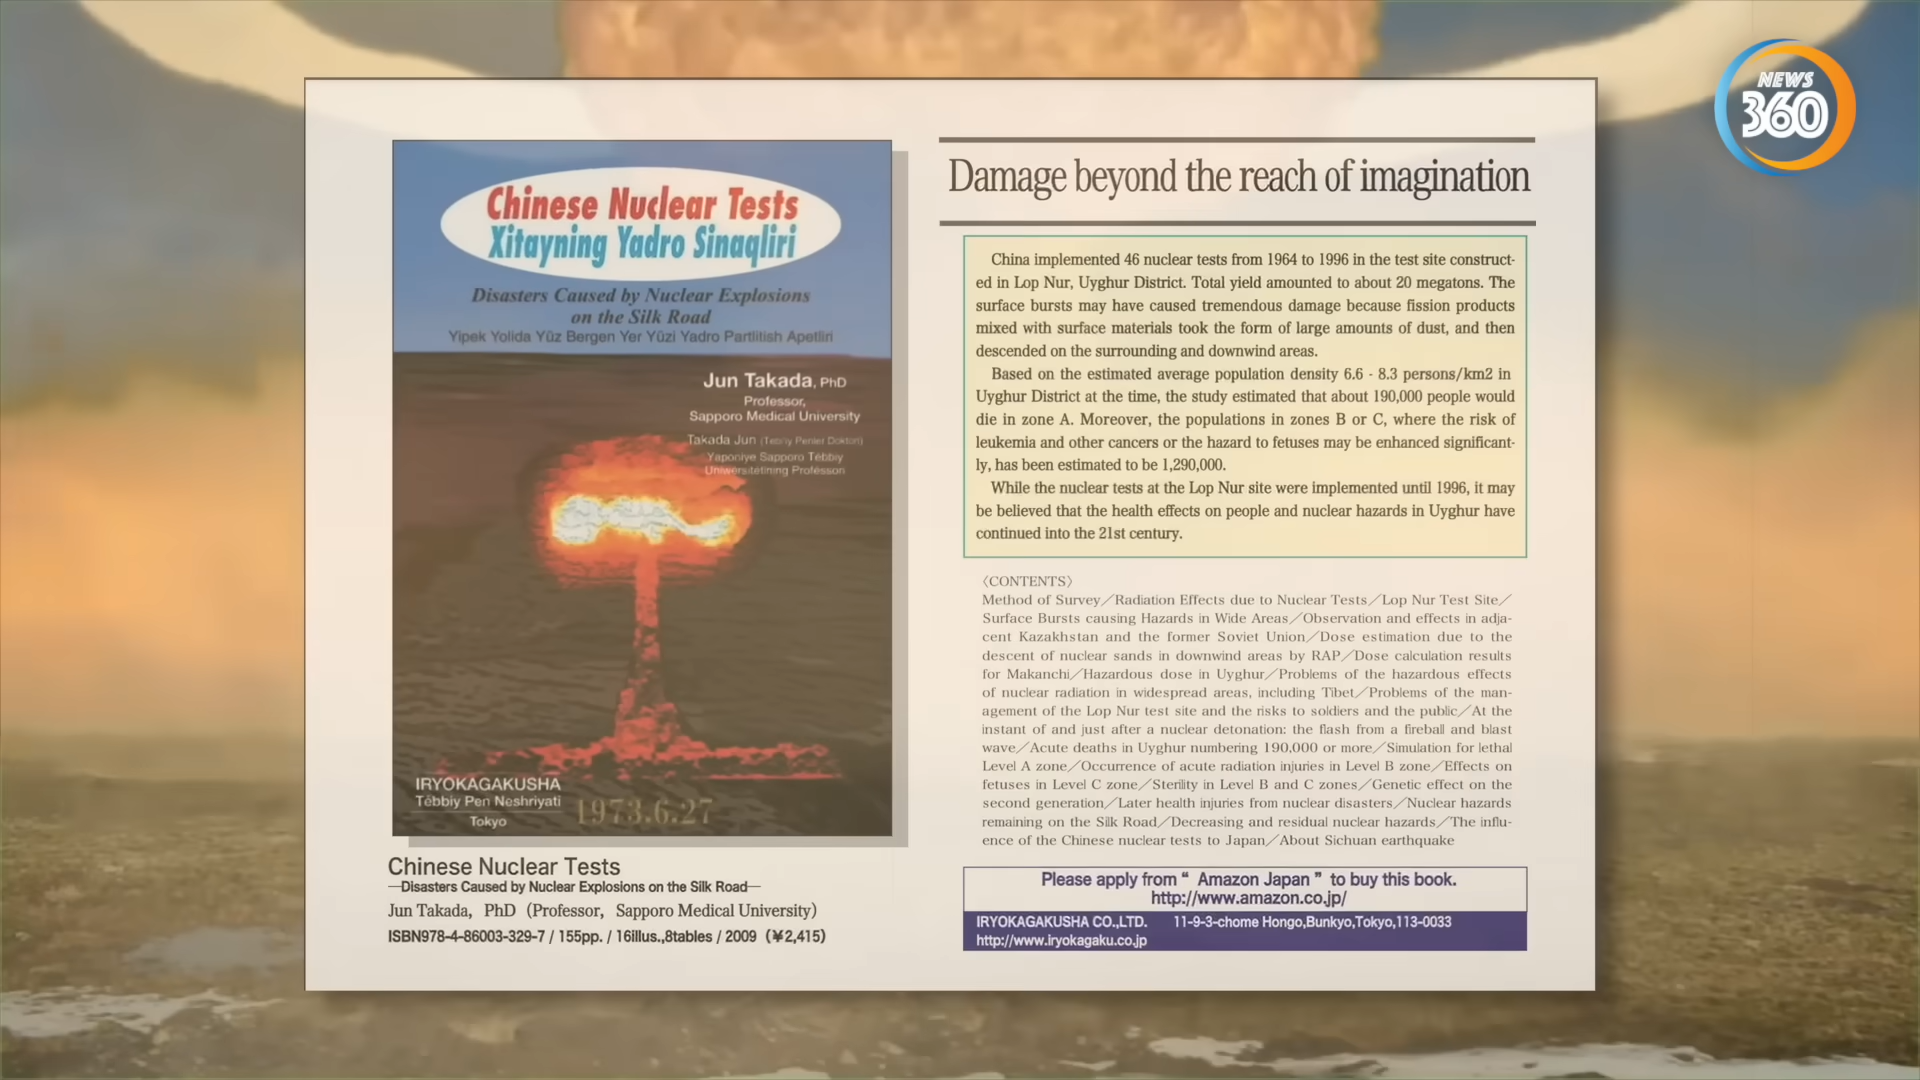 NEWS
360
Chinese Nuclear Tests
Xitayning Yadro Sinaqliri
Disasters Caused by Nuclear Explosions
on the Silk Road
Yipek Yolida Yüz Bergen Yer Yüzi Yadro Partlitish Apetliri
Jun Takada, PhD
Professor,
Sapporo Medical University
Takada Jun (Tebbiy Penler Doktori)
Yaponiye Sapporo Tébbiy
Uniwérsitetining Professori
IRYOKAGAKUSHA
Tébbiy Pen Neshriyati
Tokyo
1973.6.27
Chinese Nuclear Tests
—Disasters Caused by Nuclear Explosions on the Silk Road—
Jun Takada, PhD (Professor, Sapporo Medical University)
ISBN978-4-86003-329-7 / 155pp. / 16illus.,8tables / 2009 (¥2,415)
Damage beyond the reach of imagination
China implemented 46 nuclear tests from 1964 to 1996 in the test site construct-
ed in Lop Nur, Uyghur District. Total yield amounted to about 20 megatons. The
surface bursts may have caused tremendous damage because fission products
mixed with surface materials took the form of large amounts of dust, and then
descended on the surrounding and downwind areas.
Based on the estimated average population density 6.6 - 8.3 persons/km2 in
Uyghur District at the time, the study estimated that about 190,000 people would
die in zone A. Moreover, the populations in zones B or C, where the risk of
leukemia and other cancers or the hazard to fetuses may be enhanced significant-
ly, has been estimated to be 1,290,000.
While the nuclear tests at the Lop Nur site were implemented until 1996, it may
be believed that the health effects on people and nuclear hazards in Uyghur have
continued into the 21st century.
〈CONTENTS〉
Method of Survey／Radiation Effects due to Nuclear Tests／Lop Nur Test Site／
Surface Bursts causing Hazards in Wide Areas／Observation and effects in adja-
cent Kazakhstan and the former Soviet Union／Dose estimation due to the
descent of nuclear sands in downwind areas by RAP／Dose calculation results
for Makanchi／Hazardous dose in Uyghur／Problems of the hazardous effects
of nuclear radiation in widespread areas, including Tibet／Problems of the man-
agement of the Lop Nur test site and the risks to soldiers and the public／At the
instant of and just after a nuclear detonation: the flash from a fireball and blast
wave／Acute deaths in Uyghur numbering 190,000 or more／Simulation for lethal
Level A zone／Occurrence of acute radiation injuries in Level B zone／Effects on
fetuses in Level C zone／Sterility in Level B and C zones／Genetic effect on the
second generation／Later health injuries from nuclear disasters／Nuclear hazards
remaining on the Silk Road／Decreasing and residual nuclear hazards／The influ-
ence of the Chinese nuclear tests to Japan／About Sichuan earthquake
Please apply from “ Amazon Japan ” to buy this book.
http://www.amazon.co.jp/
IRYOKAGAKUSHA CO.,LTD. 11-9-3-chome Hongo,Bunkyo,Tokyo,113-0033
http://www.iryokagaku.co.jp